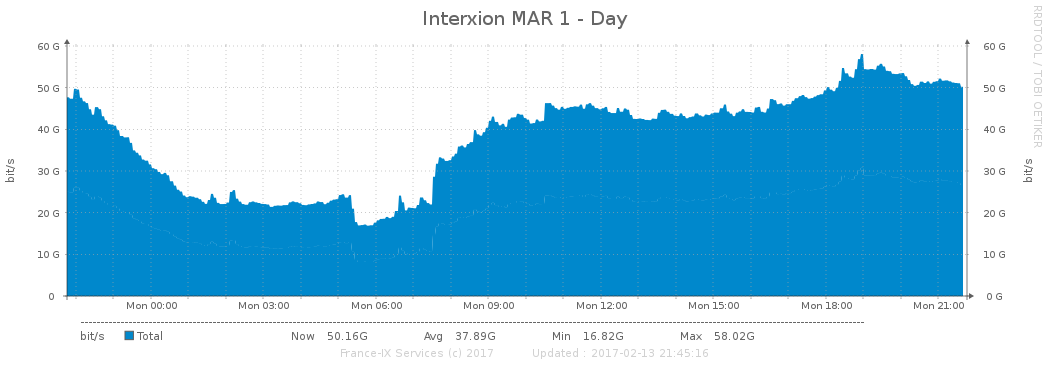 Interxion MAR 1 - Day
RRDTOOL / TOBI OETIKER
60 G 60 G
50 G 50 G
40 G 40 G
30 G 30 G
20 G 20 G
10 G 10 G
0 0 G
bit/s bit/s
Mon 00:00 Mon 03:00 Mon 06:00 Mon 09:00 Mon 12:00 Mon 15:00 Mon 18:00 Mon 21:00
bit/s Total Now 50.16G Avg 37.89G Min 16.82G Max 58.02G
France-IX Services (c) 2017 Updated : 2017-02-13 21:45:16